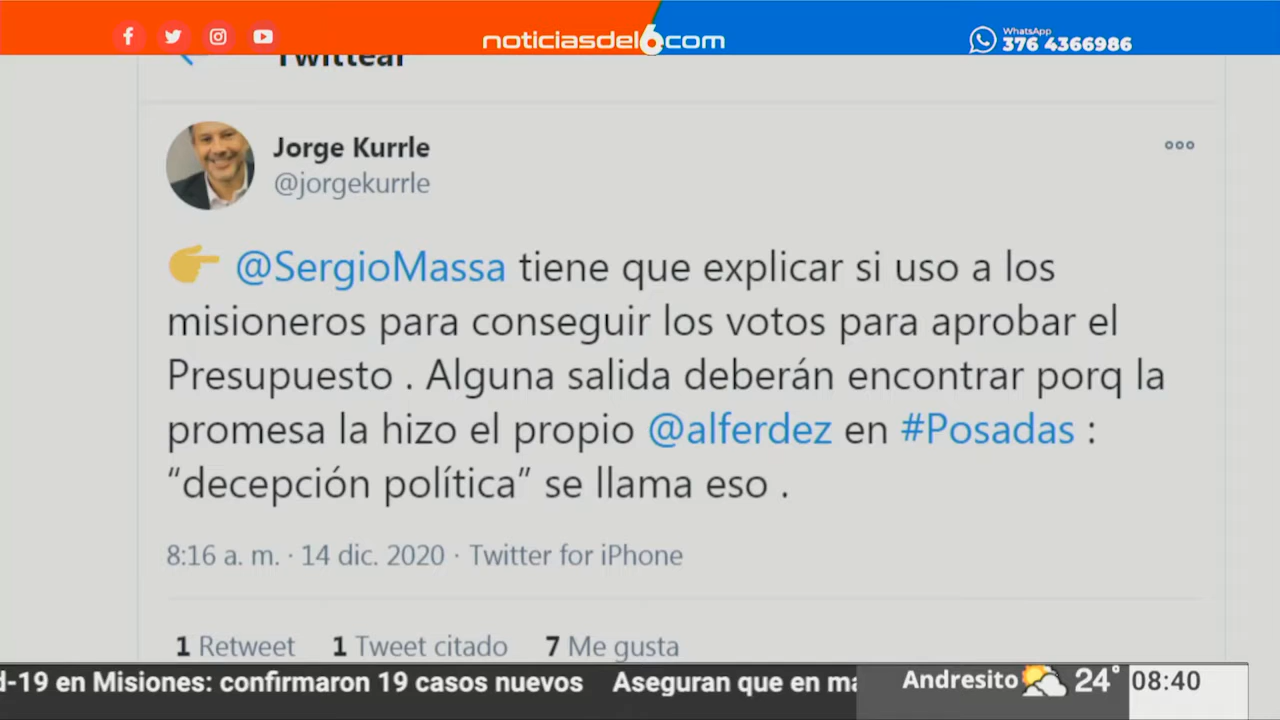 noticiasdel6.com
WhatsApp
376 4366986
Twittear
Jorge Kurrle
@jorgekurrle
@SergioMassa tiene que explicar si uso a los
misioneros para conseguir los votos para aprobar el
Presupuesto . Alguna salida deberán encontrar porq la
promesa la hizo el propio @alferdez en #Posadas :
“decepción política” se llama eso .
8:16 a. m. · 14 dic. 2020 · Twitter for iPhone
1 Retweet 1 Tweet citado 7 Me gusta
d-19 en Misiones: confirmaron 19 casos nuevos Aseguran que en ma
Andresito 24° 08:40